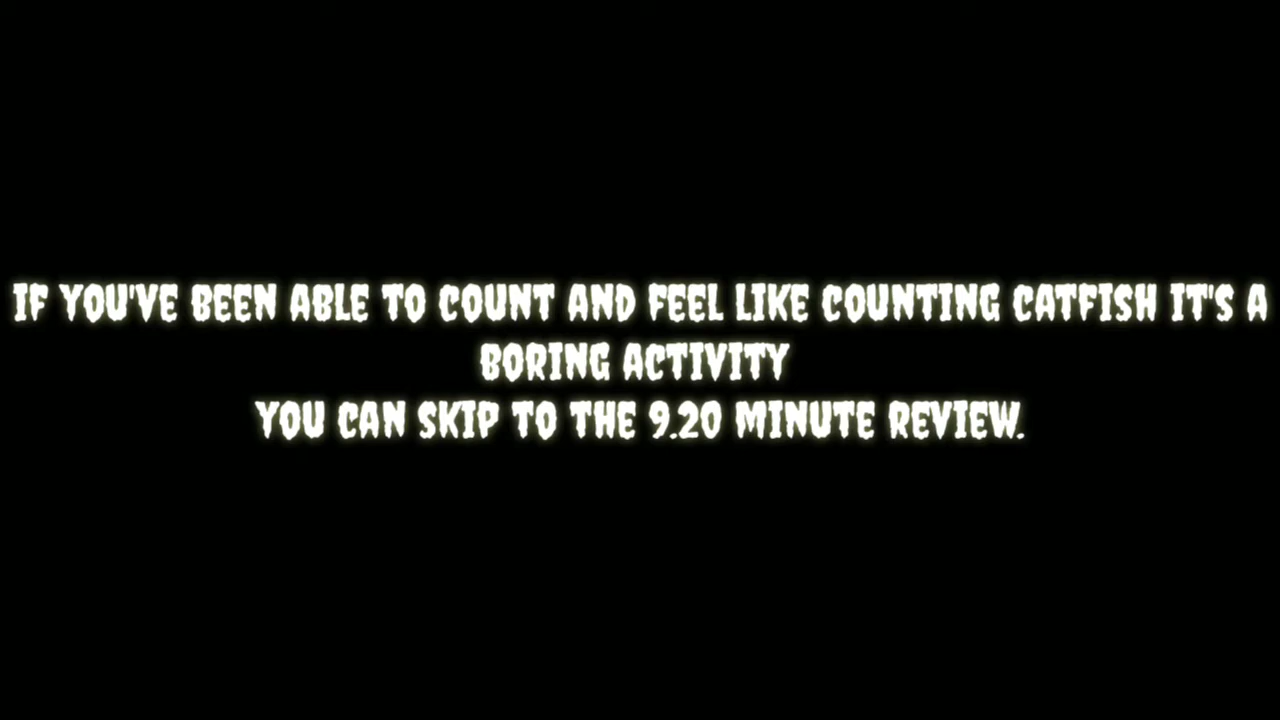 IF YOU'VE BEEN ABLE TO COUNT AND FEEL LIKE COUNTING CATFISH IT'S A
BORING ACTIVITY
YOU CAN SKIP TO THE 9.20 MINUTE REVIEW.